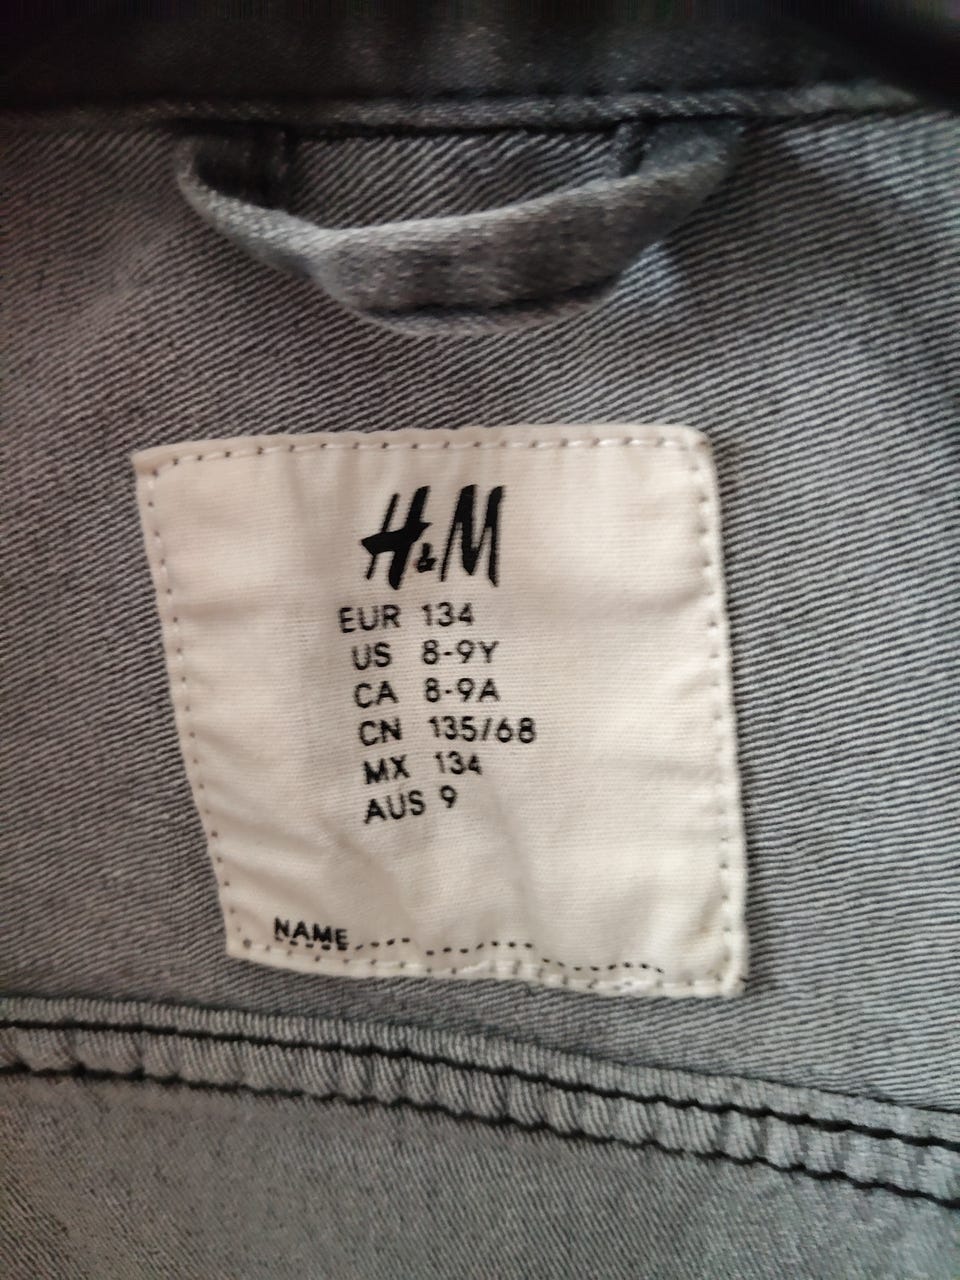 H&M
EUR 134
US 8-9Y
CA 8-9A
CN 135/68
MX 134
AUS 9
NAME